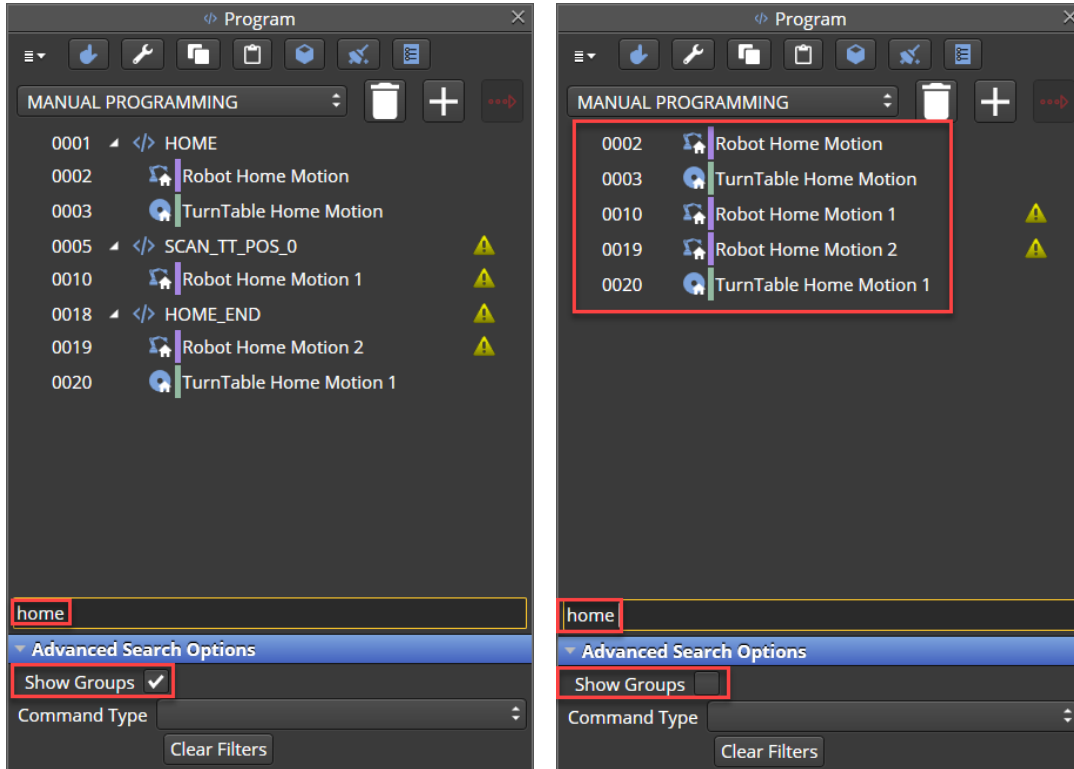 </> Program
MANUAL PROGRAMMING
0001 </> HOME
0002 Robot Home Motion
0003 TurnTable Home Motion
0005 </> SCAN_TT_POS_0
0010 Robot Home Motion 1
0018 </> HOME_END
0019 Robot Home Motion 2
0020 TurnTable Home Motion 1
home
Advanced Search Options
Show Groups
Command Type
Clear Filters
</> Program
MANUAL PROGRAMMING
0002 Robot Home Motion
0003 TurnTable Home Motion
0010 Robot Home Motion 1
0019 Robot Home Motion 2
0020 TurnTable Home Motion 1
home
Advanced Search Options
Show Groups
Command Type
Clear Filters